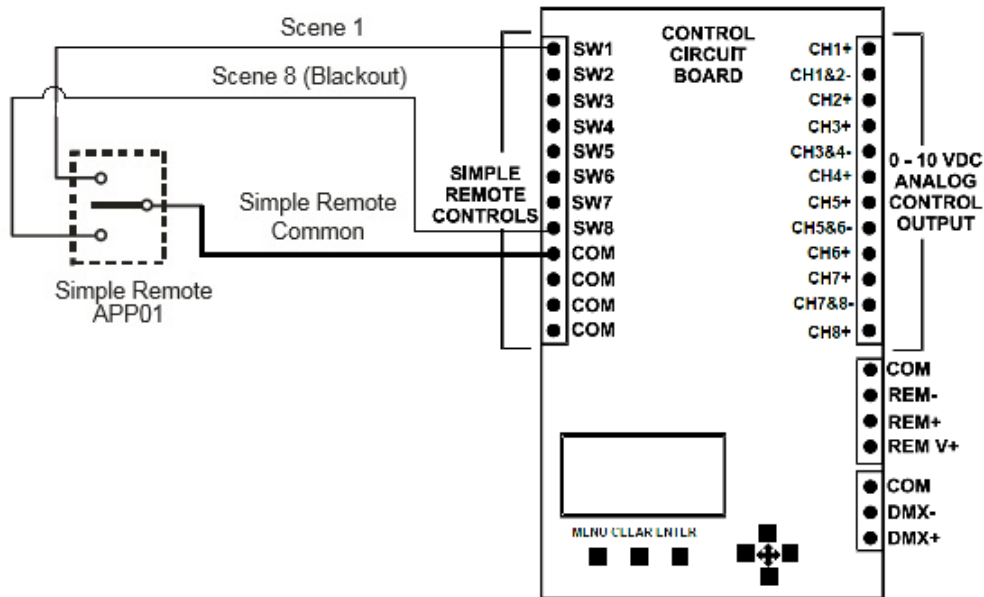 Scene 1
Scene 8 (Blackout)
Simple Remote
Common
Simple Remote
APP01
SIMPLE
REMOTE
CONTROLS
CONTROL
CIRCUIT
BOARD
SW1
SW2
SW3
SW4
SW5
SW6
SW7
SW8
COM
COM
COM
COM
CH1+
CH1&2-
CH2+
CH3+
CH3&4-
CH4+
CH5+
CH5&6-
CH6+
CH7+
CH7&8-
CH8+
0 - 10 VDC
ANALOG
CONTROL
OUTPUT
COM
REM-
REM+
REM V+
COM
DMX-
DMX+
MENU CLEAR ENTER